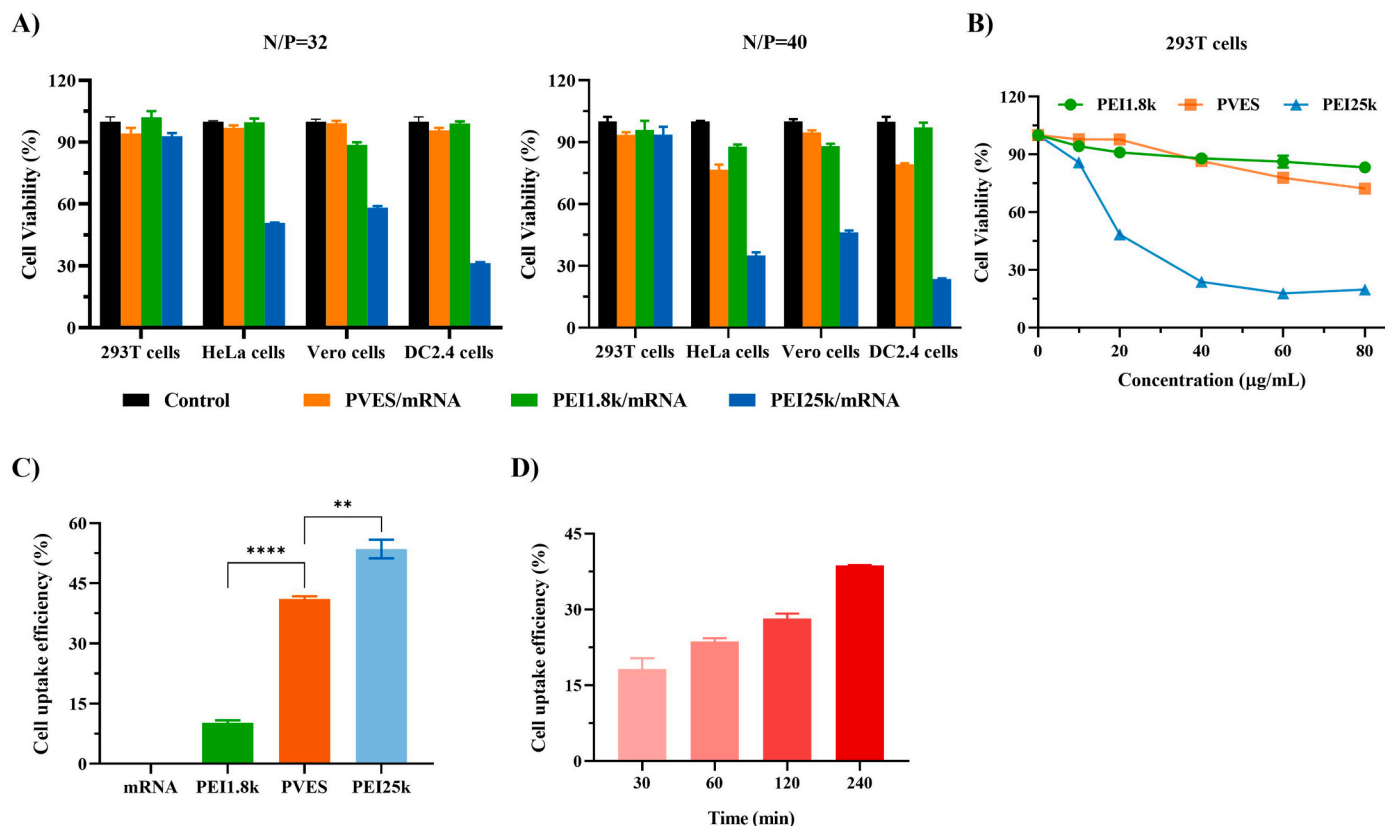 A)
N/P=32
Cell Viability (%)
120
90
60
30
0
293T cells HeLa cells Vero cells DC2.4 cells
N/P=40
Cell Viability (%)
120
90
60
30
0
293T cells HeLa cells Vero cells DC2.4 cells
Control PVES/mRNA PEI1.8k/mRNA PEI25k/mRNA
B)
293T cells
PEI1.8k PVES PEI25k
Cell Viability (%)
120
90
60
30
0
0 20 40 60 80
Concentration (μg/mL)
C)
Cell uptake efficiency (%)
60
45
30
15
0
****
**
mRNA PEI1.8k PVES PEI25k
D)
Cell uptake efficiency (%)
45
30
15
0
30 60 120 240
Time (min)